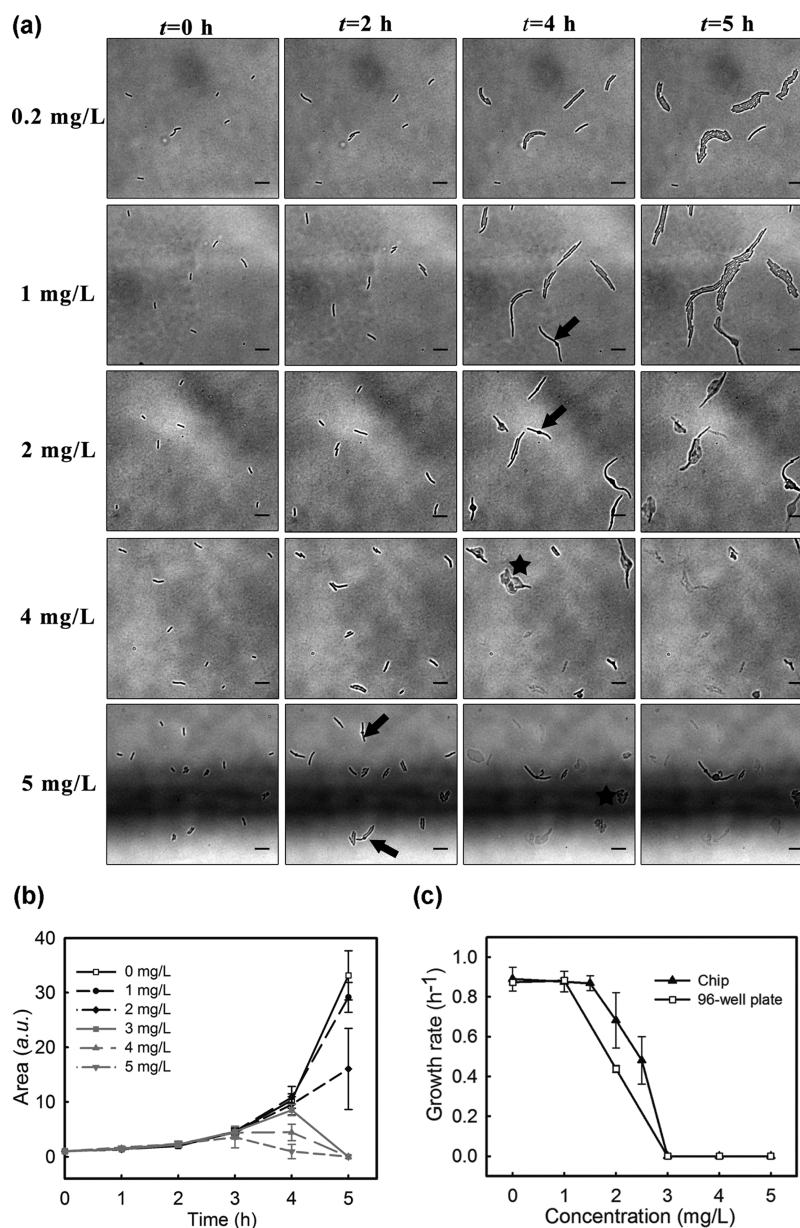 (a)
t=0 h t=2 h t=4 h t=5 h
0.2 mg/L
1 mg/L
2 mg/L
4 mg/L
5 mg/L
(b)
40
30
20
10
0
Area (a.u.)
0 mg/L
1 mg/L
2 mg/L
3 mg/L
4 mg/L
5 mg/L
0 1 2 3 4 5
Time (h)
(c)
1.0
0.8
0.6
0.4
0.2
0.0
Growth rate (h-1)
Chip
96-well plate
0 1 2 3 4 5
Concentration (mg/L)